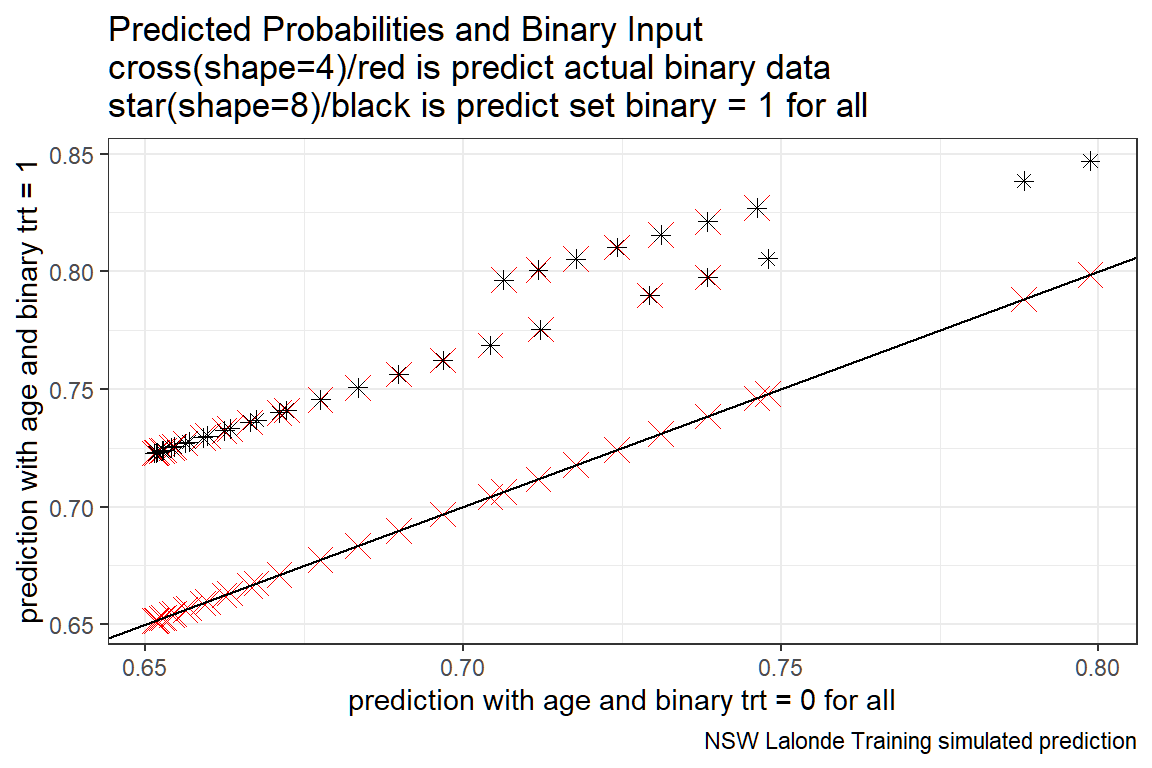 Predicted Probabilities and Binary Input
cross(shape=4)/red is predict actual binary data
star(shape=8)/black is predict set binary = 1 for all
prediction with age and binary trt = 1
0.85
0.80
0.75
0.70
0.65
0.65 0.70 0.75 0.80
prediction with age and binary trt = 0 for all
NSW Lalonde Training simulated prediction